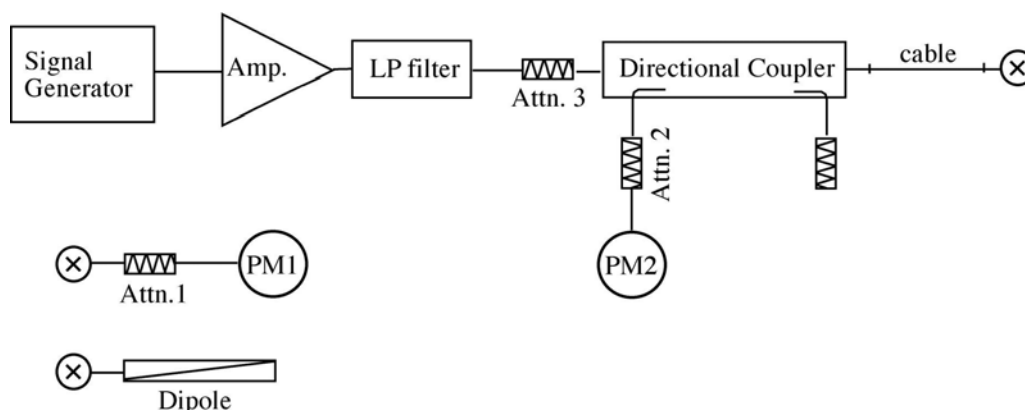 Signal
Generator
Amp.
LP filter
Attn. 3
Directional Coupler
cable
Attn. 2
PM1
Attn.1
PM2
Dipole